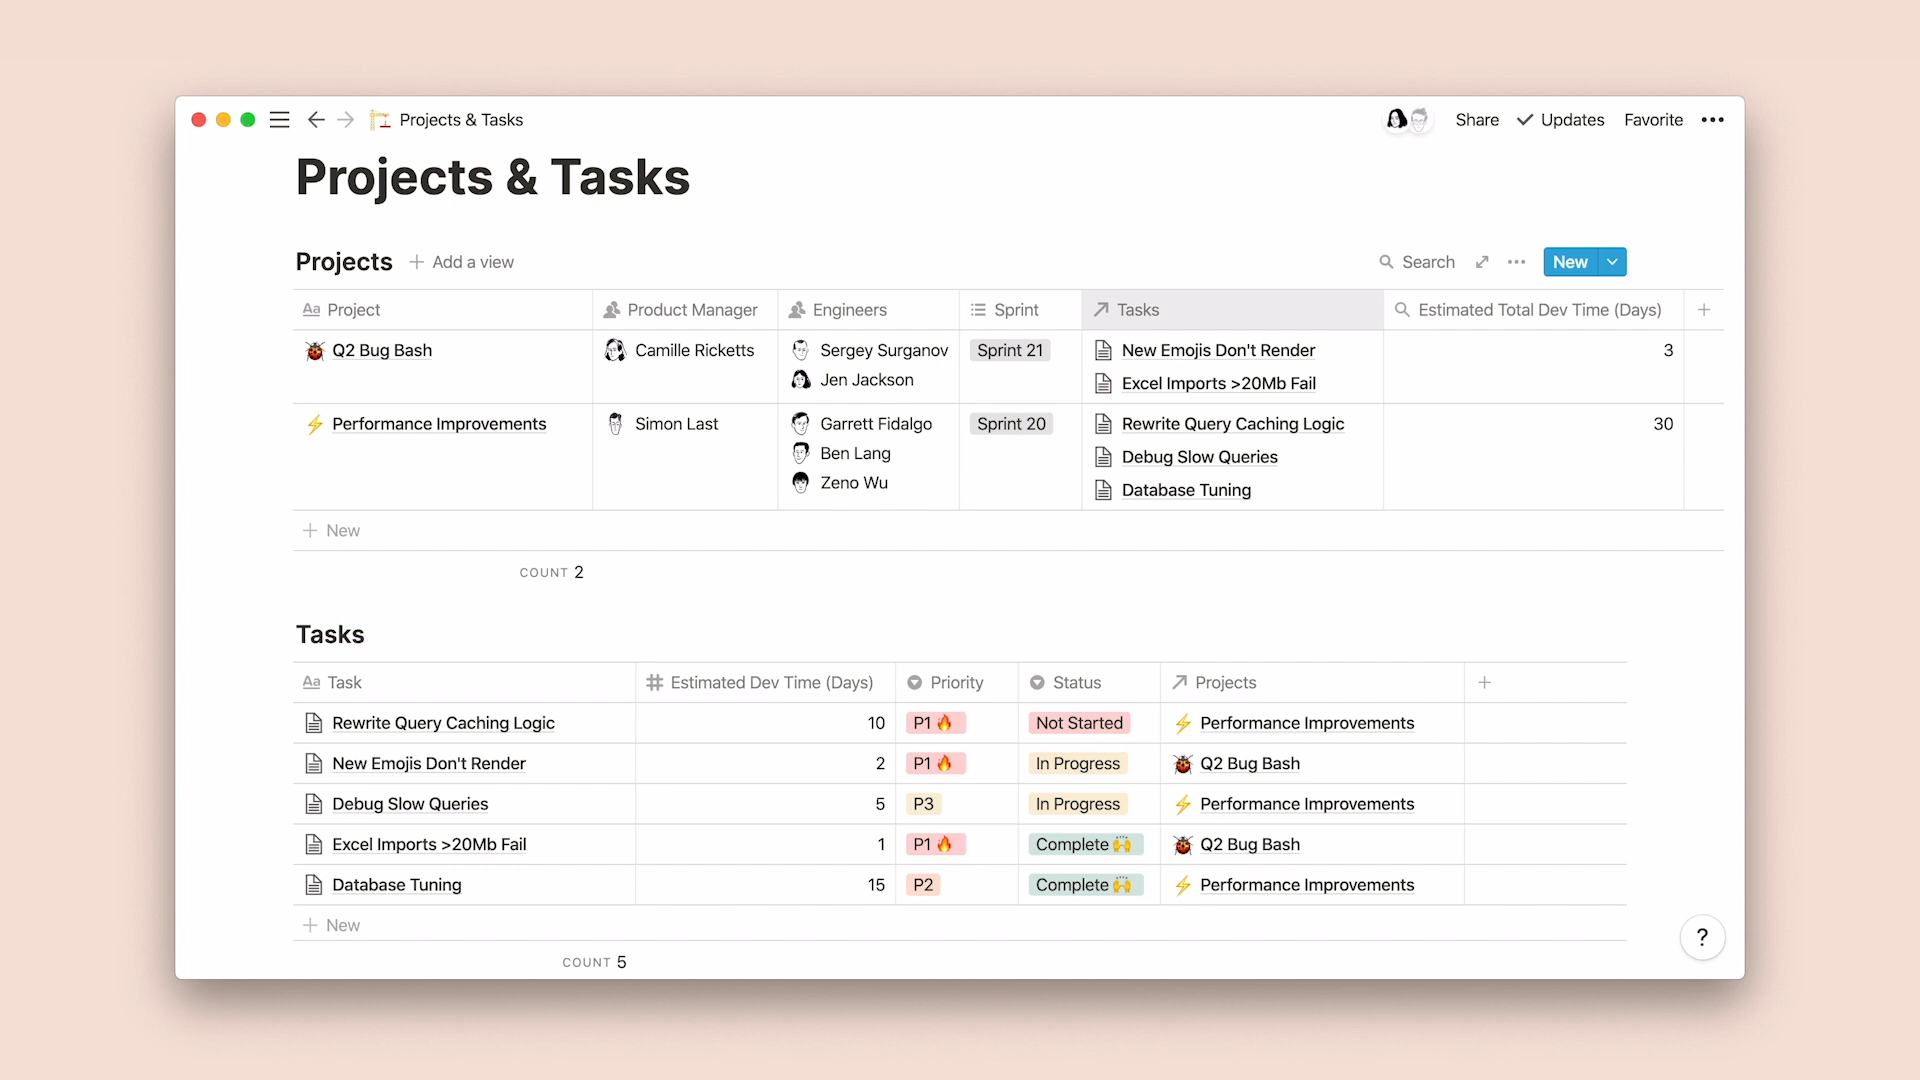 Projects & Tasks
Share Updates Favorite
Projects & Tasks
Projects Add a view Search New
Aa Project Product Manager Engineers Sprint Tasks Estimated Total Dev Time (Days)
Q2 Bug Bash Camille Ricketts Sergey Surganov Sprint 21 New Emojis Don't Render 3
Jen Jackson Excel Imports >20Mb Fail
Performance Improvements Simon Last Garrett Fidalgo Sprint 20 Rewrite Query Caching Logic 30
Ben Lang Debug Slow Queries
Zeno Wu Database Tuning
+ New
COUNT 2
Tasks
Aa Task # Estimated Dev Time (Days) Priority Status Projects
Rewrite Query Caching Logic 10 P1 🔥 Not Started Performance Improvements
New Emojis Don't Render 2 P1 🔥 In Progress Q2 Bug Bash
Debug Slow Queries 5 P3 In Progress Performance Improvements
Excel Imports >20Mb Fail 1 P1 🔥 Complete 🙌 Q2 Bug Bash
Database Tuning 15 P2 Complete 🙌 Performance Improvements
+ New
?
COUNT 5